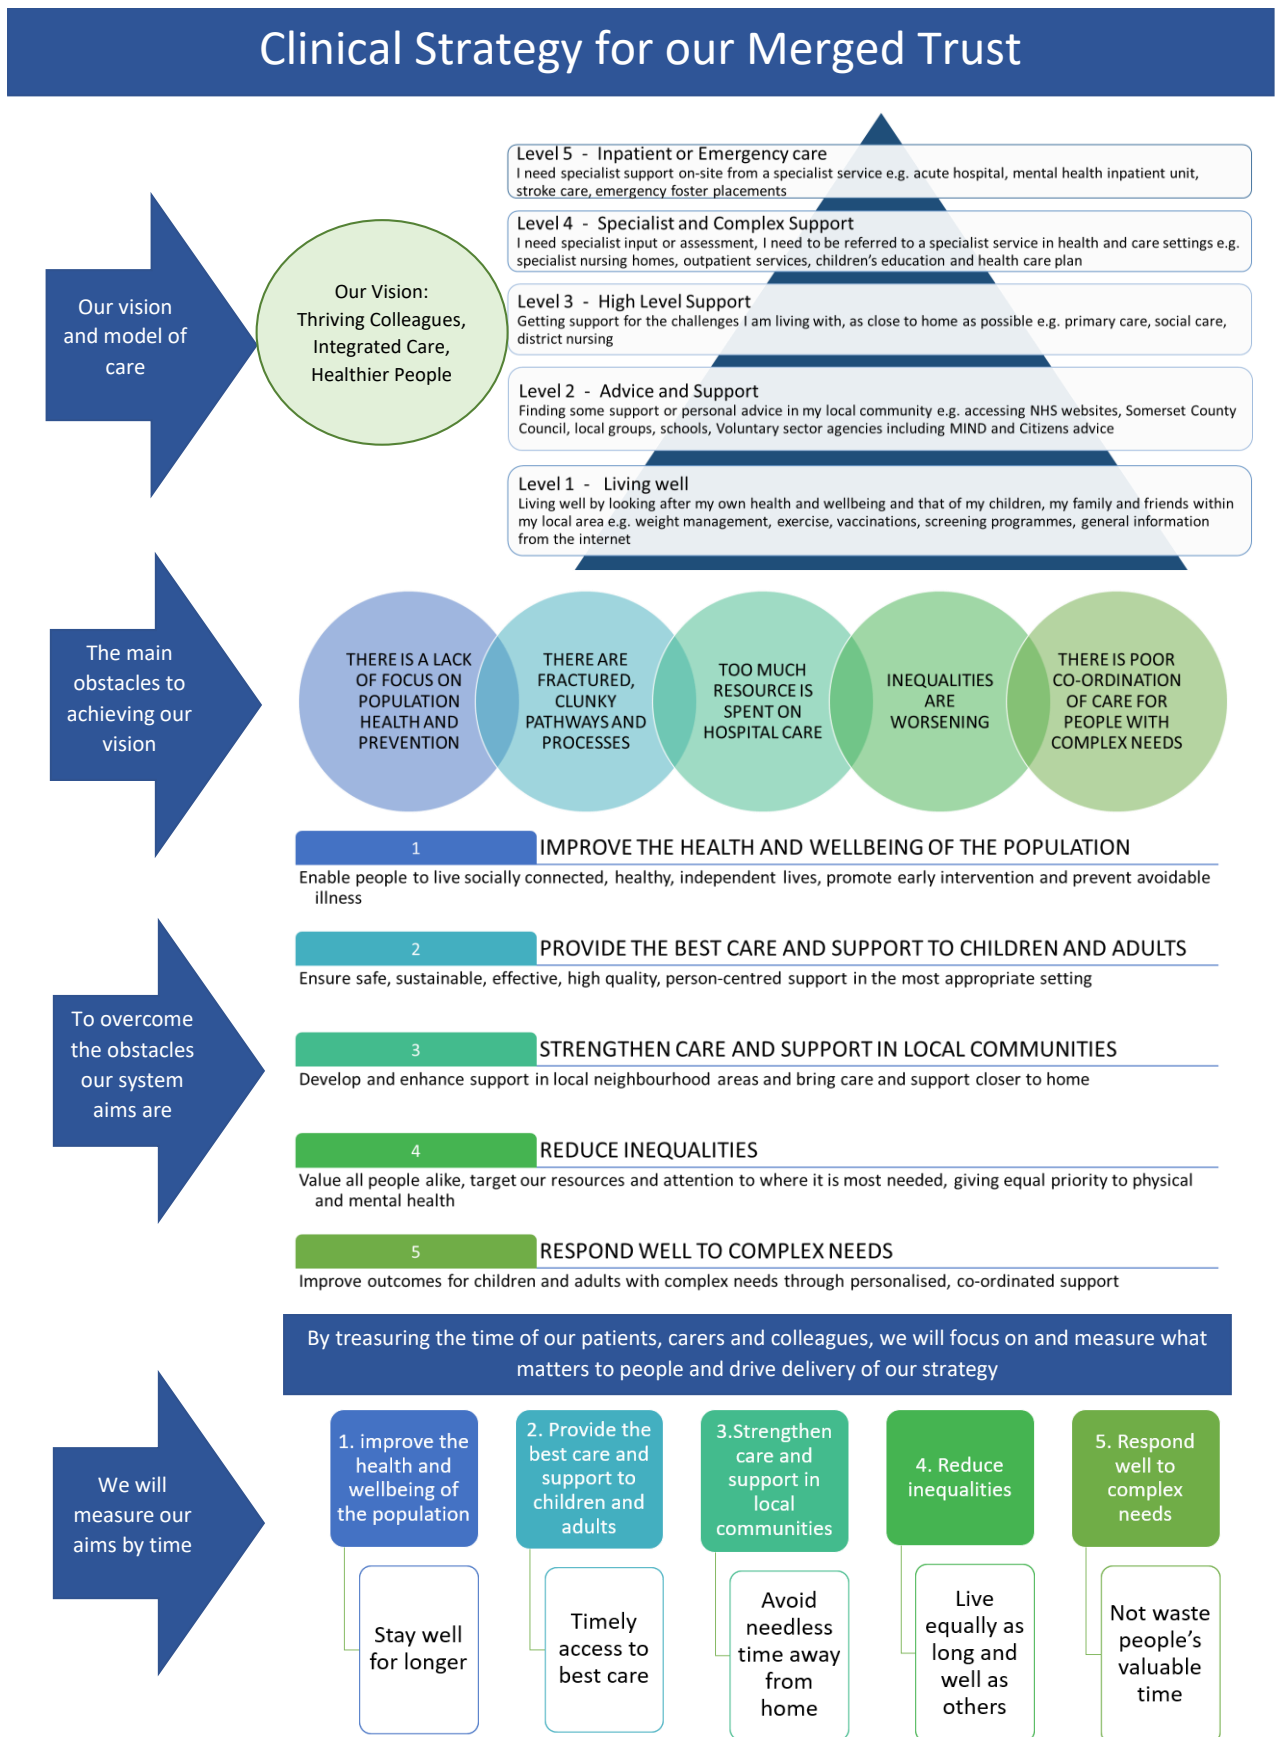 Clinical Strategy for our Merged Trust
Our vision
and model of
care
Our Vision:
Thriving Colleagues,
Integrated Care,
Healthier People
Level 5 - Inpatient or Emergency care
I need specialist support on-site from a specialist service e.g. acute hospital, mental health inpatient unit,
stroke care, emergency foster placements
Level 4 - Specialist and Complex Support
I need specialist input or assessment, I need to be referred to a specialist service in health and care settings e.g.
specialist nursing homes, outpatient services, children's education and health care plan
Level 3 - High Level Support
Getting support for the challenges I am living with, as close to home as possible e.g. primary care, social care,
district nursing
Level 2 - Advice and Support
Finding some support or personal advice in my local community e.g. accessing NHS websites, Somerset County
Council, local groups, schools, Voluntary sector agencies including MIND and Citizens advice
Level 1 - Living well
Living well by looking after my own health and wellbeing and that of my children, my family and friends within
my local area e.g. weight management, exercise, vaccinations, screening programmes, general information
from the internet
The main
obstacles to
achieving our
vision
THERE IS A LACK
OF FOCUS ON
POPULATION
HEALTH AND
PREVENTION
THERE ARE
FRACTURED,
CLUNKY
PATHWAYS AND
PROCESSES
TOO MUCH
RESOURCE IS
SPENT ON
HOSPITAL CARE
INEQUALITIES
ARE
WORSENING
THERE IS POOR
CO-ORDINATION
OF CARE FOR
PEOPLE WITH
COMPLEX NEEDS
To overcome
the obstacles
our system
aims are
1
IMPROVE THE HEALTH AND WELLBEING OF THE POPULATION
Enable people to live socially connected, healthy, independent lives, promote early intervention and prevent avoidable
illness
2
PROVIDE THE BEST CARE AND SUPPORT TO CHILDREN AND ADULTS
Ensure safe, sustainable, effective, high quality, person-centred support in the most appropriate setting
3
STRENGTHEN CARE AND SUPPORT IN LOCAL COMMUNITIES
Develop and enhance support in local neighbourhood areas and bring care and support closer to home
4
REDUCE INEQUALITIES
Value all people alike, target our resources and attention to where it is most needed, giving equal priority to physical
and mental health
5
RESPOND WELL TO COMPLEX NEEDS
Improve outcomes for children and adults with complex needs through personalised, co-ordinated support
By treasuring the time of our patients, carers and colleagues, we will focus on and measure what
matters to people and drive delivery of our strategy
We will
measure our
aims by time
1. improve the
health and
wellbeing of
the population
Stay well
for longer
2. Provide the
best care and
support to
children and
adults
Timely
access to
best care
3.Strengthen
care and
support in
local
communities
Avoid
needless
time away
from
home
4. Reduce
inequalities
Live
equally as
long and
well as
others
5. Respond
well to
complex
needs
Not waste
people's
valuable
time